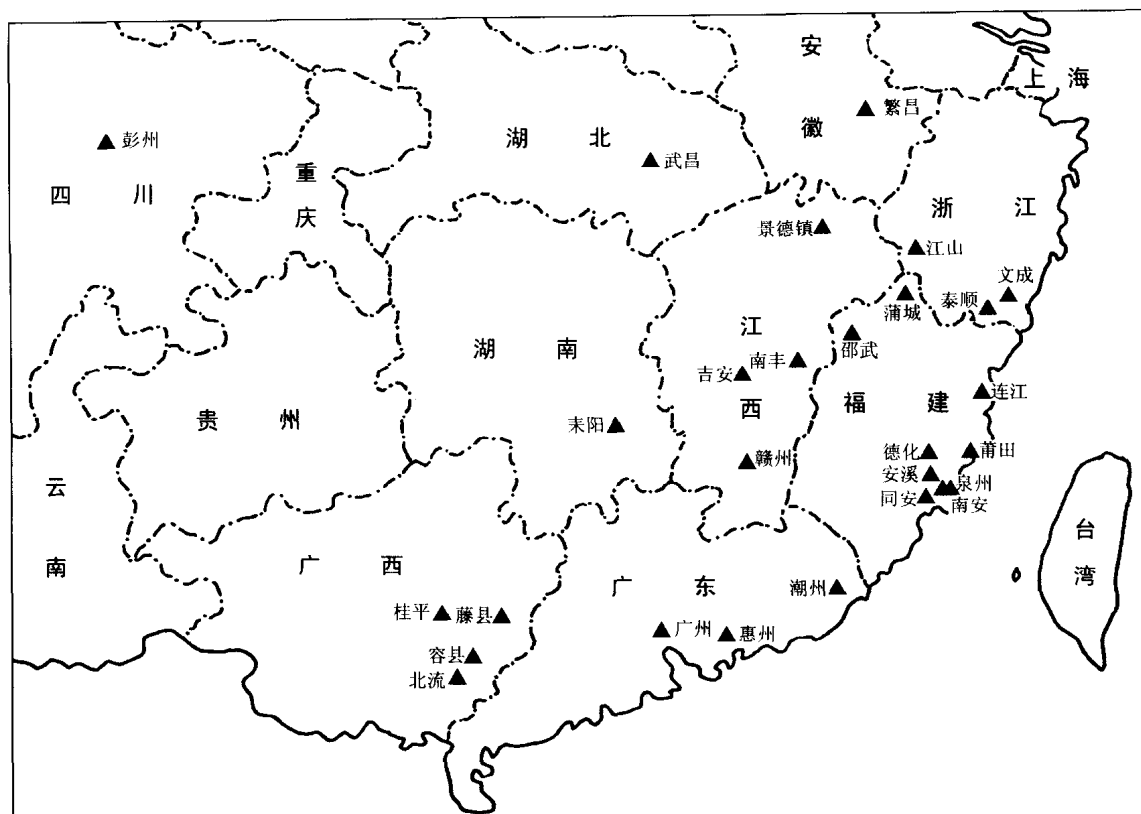 安徽
上海
繁昌
彭州
湖北
武昌
重庆
四川
浙江
景德镇
江山
文成
泰顺
蒲城
邵武
江西
湖南
南丰
吉安
福建
连江
贵州
耒阳
赣州
德化
莆田
安溪
泉州
同安
南安
云南
台湾
广西
广东
潮州
桂平
藤县
广州
惠州
容县
北流